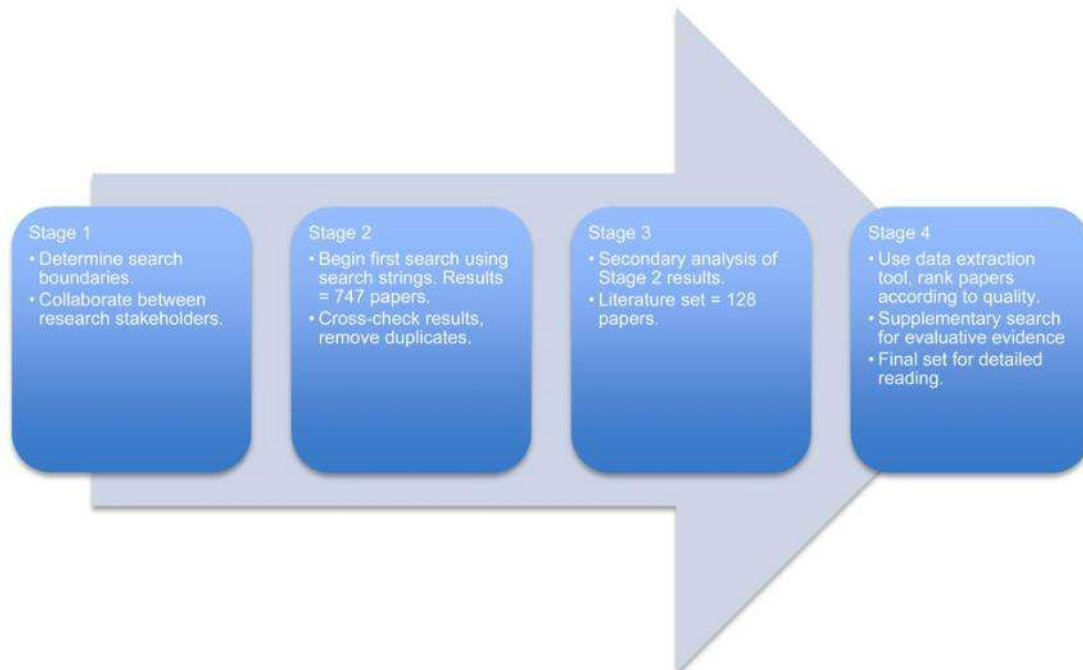 Stage 1
• Determine search
boundaries.
• Collaborate between
research stakeholders.
Stage 2
• Begin first search using
search strings. Results
= 747 papers.
• Cross-check results,
remove duplicates.
Stage 3
• Secondary analysis of
Stage 2 results.
• Literature set = 128
papers.
Stage 4
• Use data extraction
tool, rank papers
according to quality.
• Supplementary search
for evaluative evidence
• Final set for detailed
reading.